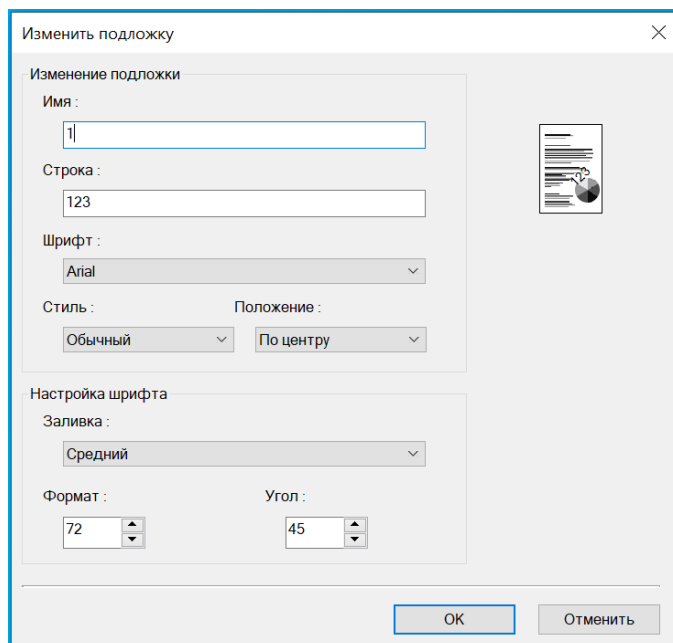 Изменить подложку
Изменение подложки
Имя :
1
Строка :
123
Шрифт :
Arial
Стиль : Положение :
Обычный По центру
Настройка шрифта
Заливка :
Средний
Формат : Угол :
72 45
OK Отменить
123